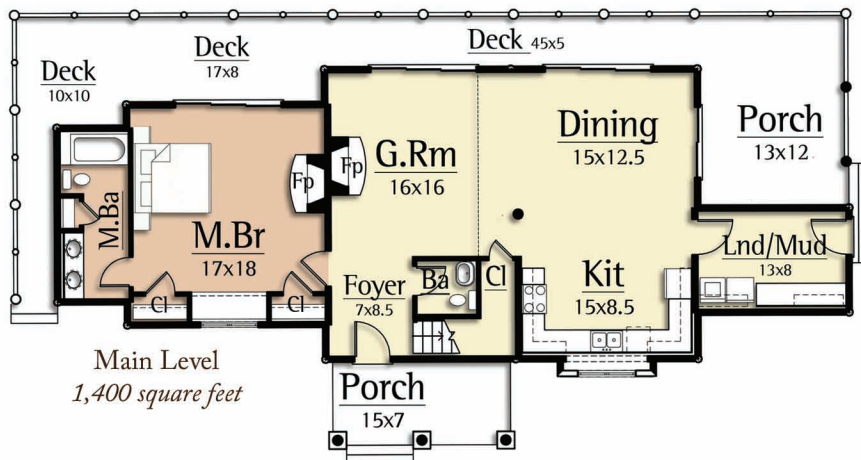 Deck
10x10
Deck
17x8
Deck 45x5
Porch
13x12
M.Ba
M.Br
17x18
Fp
Fp
G.Rm
16x16
Dining
15x12.5
Lnd/Mud
13x8
Cl
Cl
Foyer
7x8.5
Ba
Cl
Kit
15x8.5
Porch
15x7
Main Level
1,400 square feet